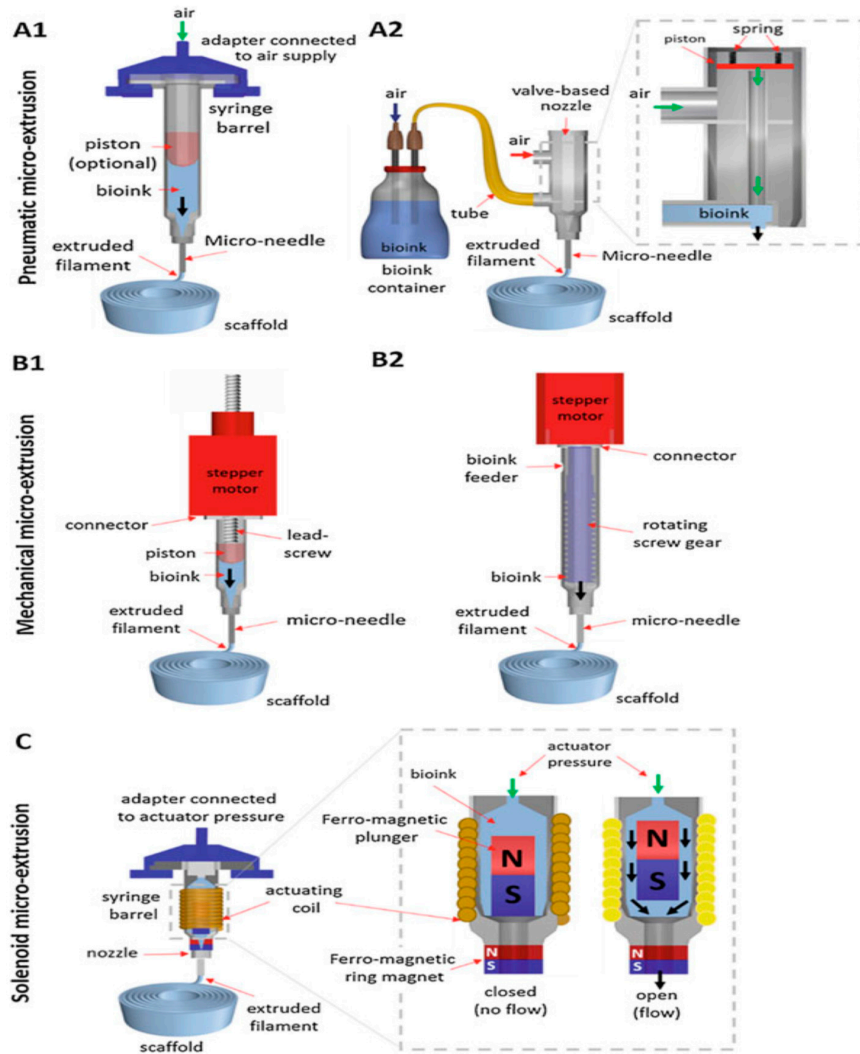 A1
air
adapter connected
to air supply
syringe
barrel
piston
(optional)
bioink
extruded
filament
Micro-needle
scaffold
Pneumatic micro-extrusion
A2
air
valve-based
nozzle
air
tube
bioink
bioink
container
extruded
filament
Micro-needle
scaffold
spring
piston
air
bioink
Mechanical micro-extrusion
B1
stepper
motor
connector
lead-
screw
piston
bioink
extruded
filament
micro-needle
scaffold
B2
stepper
motor
bioink
feeder
connector
rotating
screw gear
bioink
extruded
filament
micro-needle
scaffold
Solenoid micro-extrusion
C
adapter connected
to actuator pressure
syringe
barrel
actuating
coil
nozzle
extruded
filament
scaffold
actuator
pressure
bioink
Ferro-magnetic
plunger
N
S
N
S
Ferro-magnetic
ring magnet
N
S
N
S
closed
(no flow)
open
(flow)